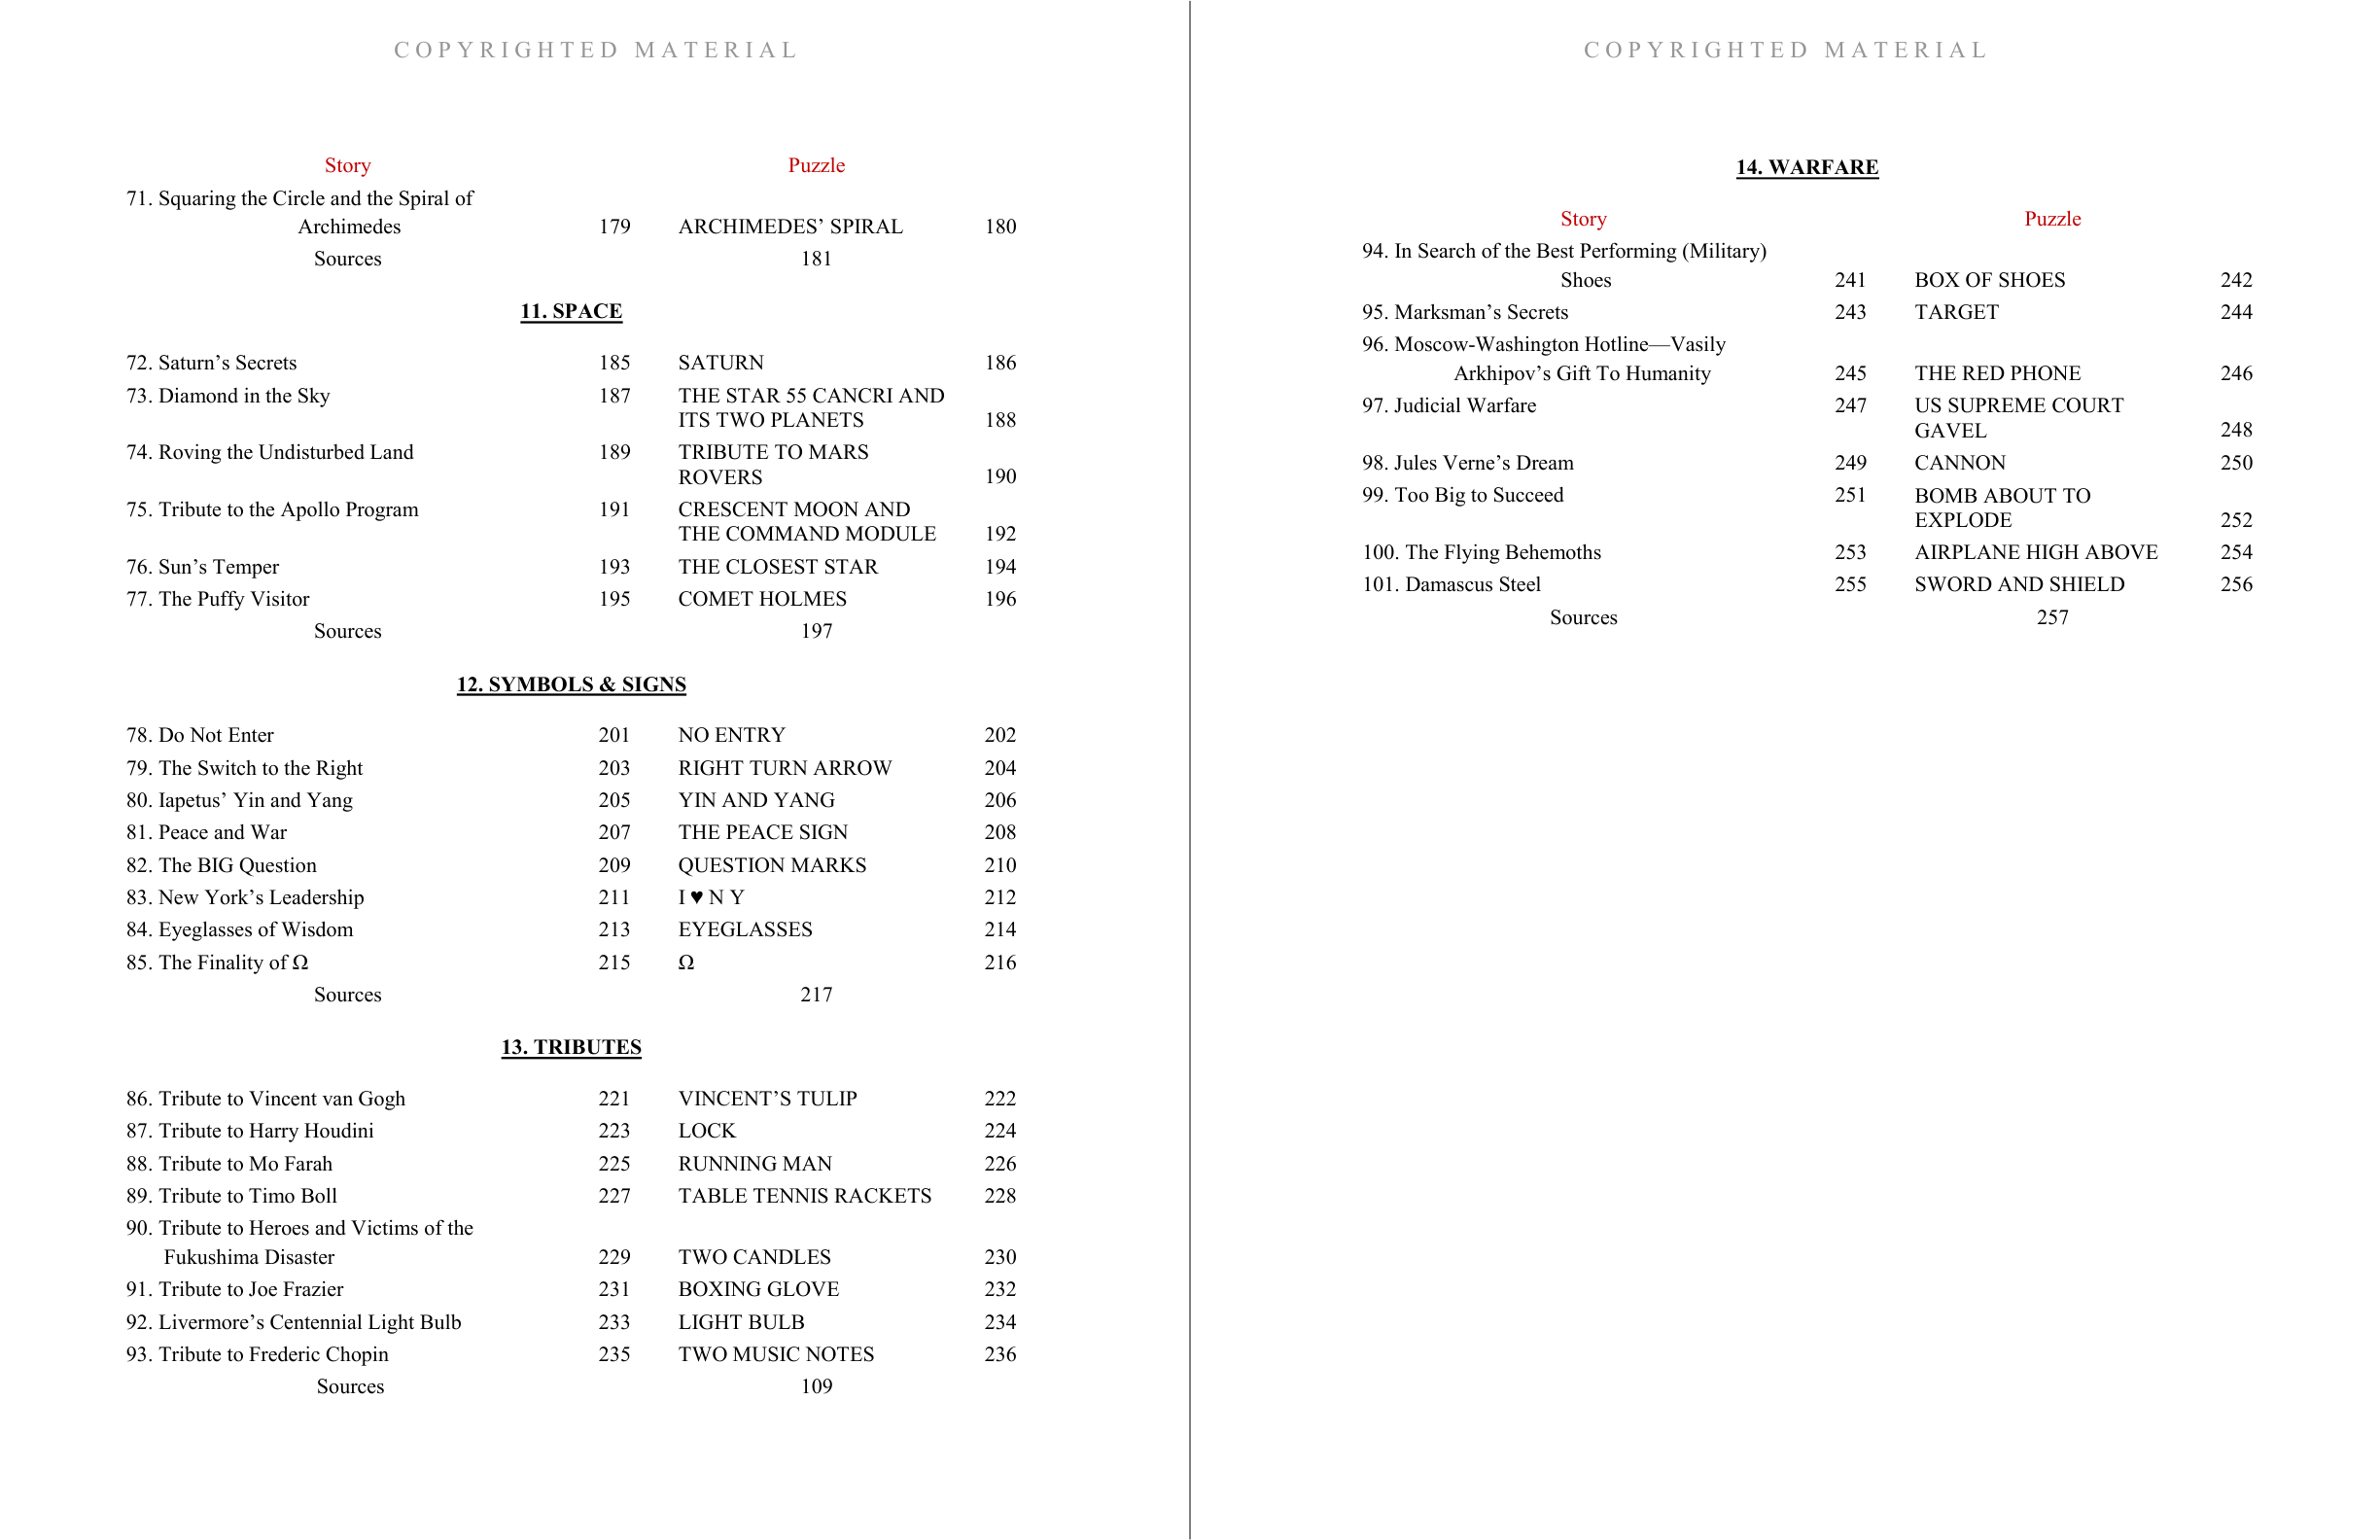 COPYRIGHTED MATERIAL
Story Puzzle
71. Squaring the Circle and the Spiral of
Archimedes 179 ARCHIMEDES’ SPIRAL 180
Sources 181
11. SPACE
72. Saturn’s Secrets 185 SATURN 186
73. Diamond in the Sky 187 THE STAR 55 CANCRI AND
ITS TWO PLANETS 188
74. Roving the Undisturbed Land 189 TRIBUTE TO MARS
ROVERS 190
75. Tribute to the Apollo Program 191 CRESCENT MOON AND
THE COMMAND MODULE 192
76. Sun’s Temper 193 THE CLOSEST STAR 194
77. The Puffy Visitor 195 COMET HOLMES 196
Sources 197
12. SYMBOLS & SIGNS
78. Do Not Enter 201 NO ENTRY 202
79. The Switch to the Right 203 RIGHT TURN ARROW 204
80. Iapetus’ Yin and Yang 205 YIN AND YANG 206
81. Peace and War 207 THE PEACE SIGN 208
82. The BIG Question 209 QUESTION MARKS 210
83. New York’s Leadership 211 I ♥ N Y 212
84. Eyeglasses of Wisdom 213 EYEGLASSES 214
85. The Finality of Ω 215 Ω 216
Sources 217
13. TRIBUTES
86. Tribute to Vincent van Gogh 221 VINCENT’S TULIP 222
87. Tribute to Harry Houdini 223 LOCK 224
88. Tribute to Mo Farah 225 RUNNING MAN 226
89. Tribute to Timo Boll 227 TABLE TENNIS RACKETS 228
90. Tribute to Heroes and Victims of the
Fukushima Disaster 229 TWO CANDLES 230
91. Tribute to Joe Frazier 231 BOXING GLOVE 232
92. Livermore’s Centennial Light Bulb 233 LIGHT BULB 234
93. Tribute to Frederic Chopin 235 TWO MUSIC NOTES 236
Sources 109
COPYRIGHTED MATERIAL
14. WARFARE
Story Puzzle
94. In Search of the Best Performing (Military)
Shoes 241 BOX OF SHOES 242
95. Marksman’s Secrets 243 TARGET 244
96. Moscow-Washington Hotline—Vasily
Arkhipov’s Gift To Humanity 245 THE RED PHONE 246
97. Judicial Warfare 247 US SUPREME COURT
GAVEL 248
98. Jules Verne’s Dream 249 CANNON 250
99. Too Big to Succeed 251 BOMB ABOUT TO
EXPLODE 252
100. The Flying Behemoths 253 AIRPLANE HIGH ABOVE 254
101. Damascus Steel 255 SWORD AND SHIELD 256
Sources 257